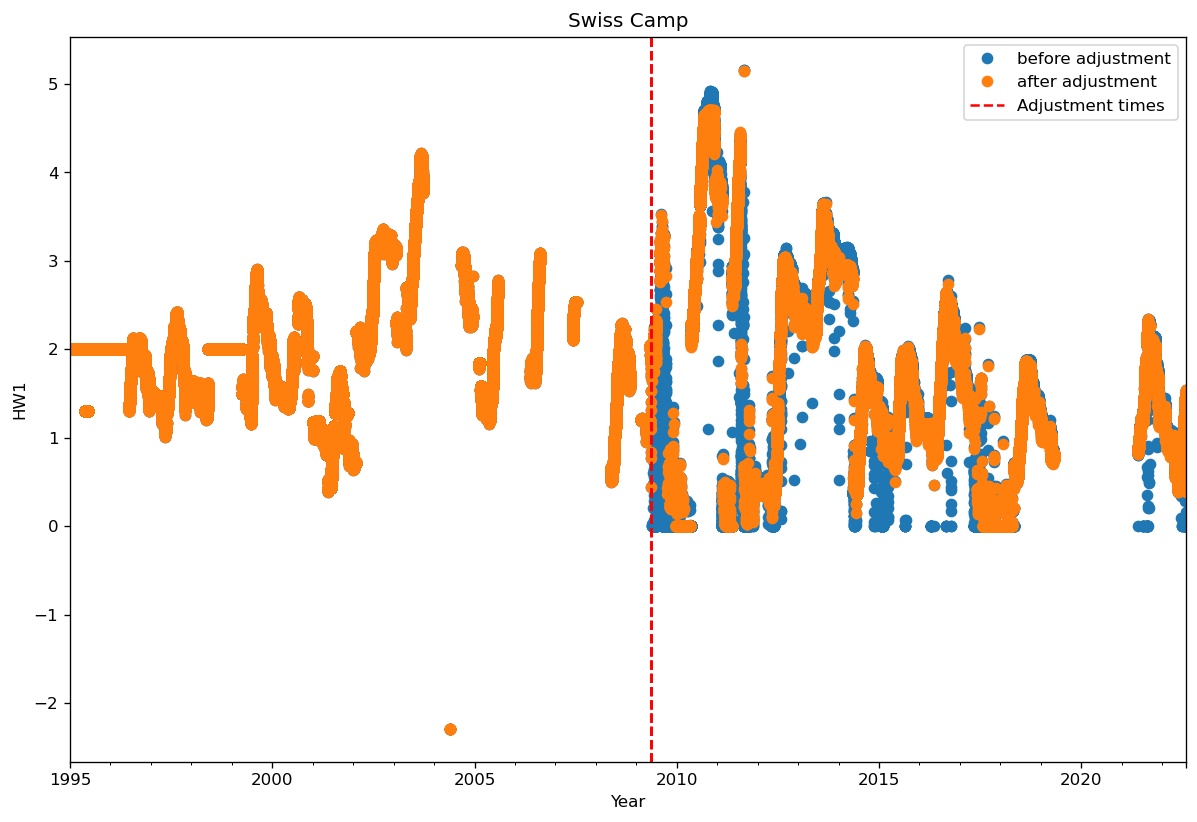 Swiss Camp
before adjustment
after adjustment
Adjustment times
HW1
5
4
3
2
1
0
−1
−2
1995
2000
2005
2010
2015
2020
Year